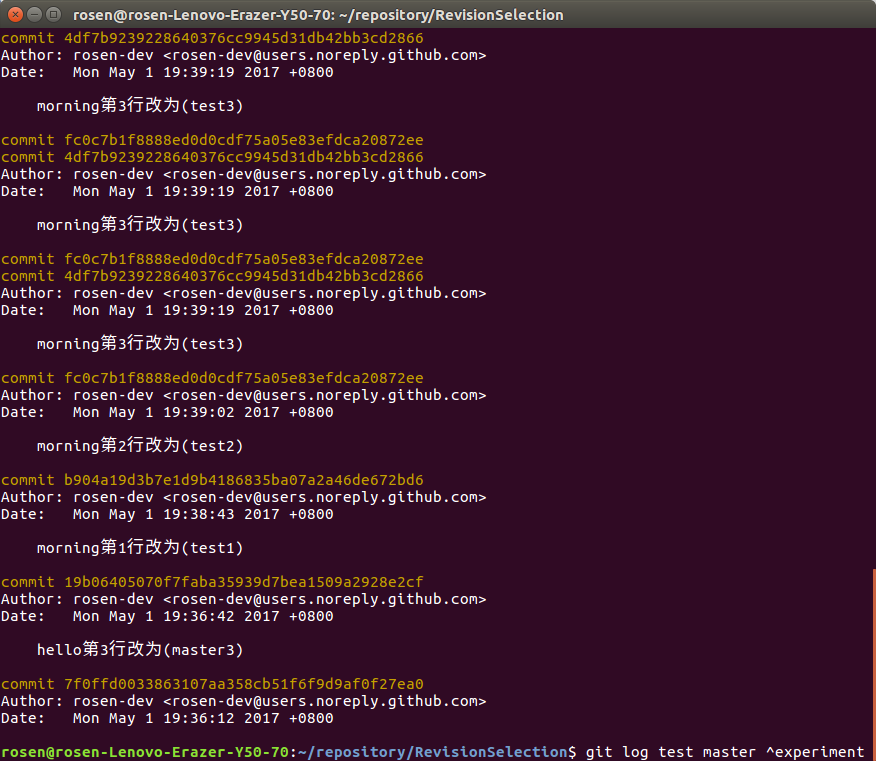 rosen@rosen-Lenovo-Erazer-Y50-70: ~/repository/RevisionSelection
commit 4df7b9239228640376cc9945d31db42bb3cd2866
Author: rosen-dev <rosen-dev@users.noreply.github.com>
Date:   Mon May 1 19:39:19 2017 +0800
morning第3行改为(test3)
commit fc0c7b1f8888ed0d0cdf75a05e83efdca20872ee
commit 4df7b9239228640376cc9945d31db42bb3cd2866
Author: rosen-dev <rosen-dev@users.noreply.github.com>
Date:   Mon May 1 19:39:19 2017 +0800
morning第3行改为(test3)
commit fc0c7b1f8888ed0d0cdf75a05e83efdca20872ee
commit 4df7b9239228640376cc9945d31db42bb3cd2866
Author: rosen-dev <rosen-dev@users.noreply.github.com>
Date:   Mon May 1 19:39:19 2017 +0800
morning第3行改为(test3)
commit fc0c7b1f8888ed0d0cdf75a05e83efdca20872ee
Author: rosen-dev <rosen-dev@users.noreply.github.com>
Date:   Mon May 1 19:39:02 2017 +0800
morning第2行改为(test2)
commit b904a19d3b7e1d9b4186835ba07a2a46de672bd6
Author: rosen-dev <rosen-dev@users.noreply.github.com>
Date:   Mon May 1 19:38:43 2017 +0800
morning第1行改为(test1)
commit 19b06405070f7faba35939d7bea1509a2928e2cf
Author: rosen-dev <rosen-dev@users.noreply.github.com>
Date:   Mon May 1 19:36:42 2017 +0800
hello第3行改为(master3)
commit 7f0ffd0033863107aa358cb51f6f9d9af0f27ea0
Author: rosen-dev <rosen-dev@users.noreply.github.com>
Date:   Mon May 1 19:36:12 2017 +0800
rosen@rosen-Lenovo-Erazer-Y50-70:~/repository/RevisionSelection$ git log test master ^experiment